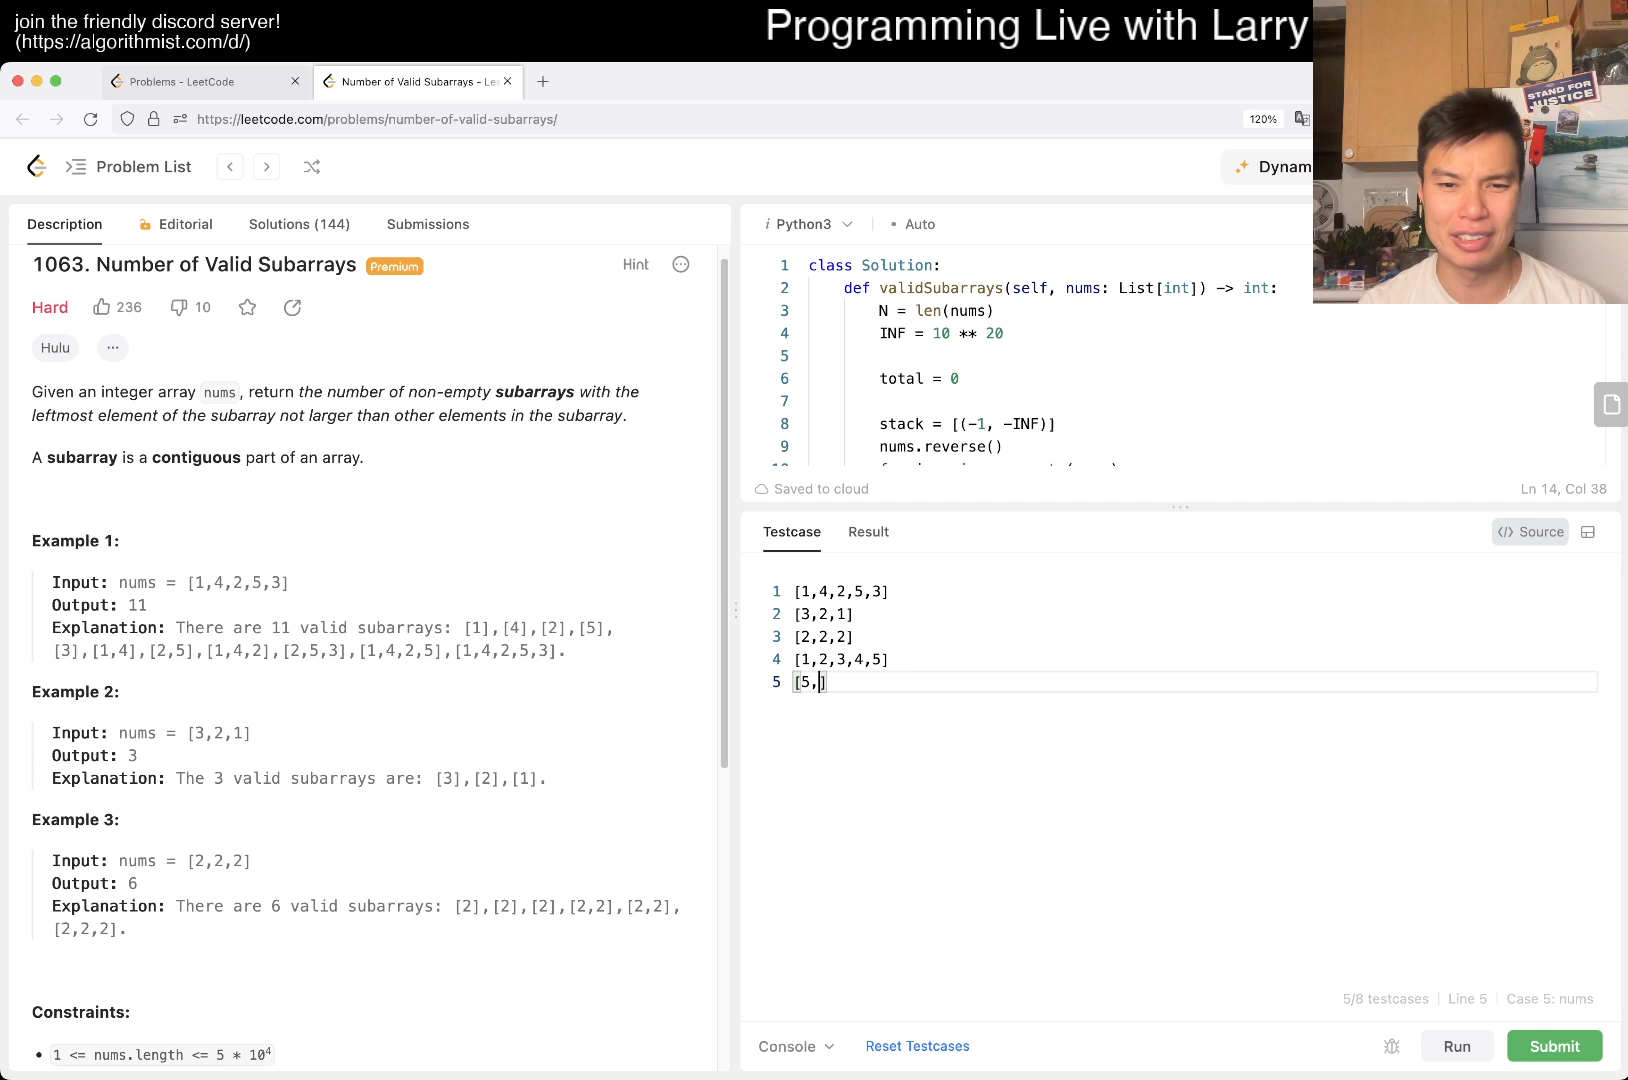 join the friendly discord server!
(https://algorithmist.com/d/)
Programming Live with Larry
STAND FOR
JUSTICE
Problems - LeetCode
Number of Valid Subarrays - Lee
https://leetcode.com/problems/number-of-valid-subarrays/
120%
Problem List
Dynam
Description
Editorial
Solutions (144)
Submissions
1063. Number of Valid Subarrays
Premium
Hint
Hard
236
10
Hulu
...
Given an integer array nums, return the number of non-empty subarrays with the
leftmost element of the subarray not larger than other elements in the subarray.
A subarray is a contiguous part of an array.
Example 1:
Input: nums = [1,4,2,5,3]
Output: 11
Explanation: There are 11 valid subarrays: [1],[4],[2],[5],
[3],[1,4],[2,5],[1,4,2],[2,5,3],[1,4,2,5],[1,4,2,5,3].
Example 2:
Input: nums = [3,2,1]
Output: 3
Explanation: The 3 valid subarrays are: [3],[2],[1].
Example 3:
Input: nums = [2,2,2]
Output: 6
Explanation: There are 6 valid subarrays: [2],[2],[2],[2,2],[2,2],
[2,2,2].
Constraints:
• 1 <= nums.length <= 5 * 10⁴
i Python3
• Auto
1 class Solution:
2 def validSubarrays(self, nums: List[int]) -> int:
3 N = len(nums)
4 INF = 10 ** 20
5
6 total = 0
7
8 stack = [(-1, -INF)]
9 nums.reverse()
Saved to cloud
Ln 14, Col 38
Testcase
Result
</> Source
1 [1,4,2,5,3]
2 [3,2,1]
3 [2,2,2]
4 [1,2,3,4,5]
5 [5,]
5/8 testcases
Line 5
Case 5: nums
Console
Reset Testcases
Run
Submit